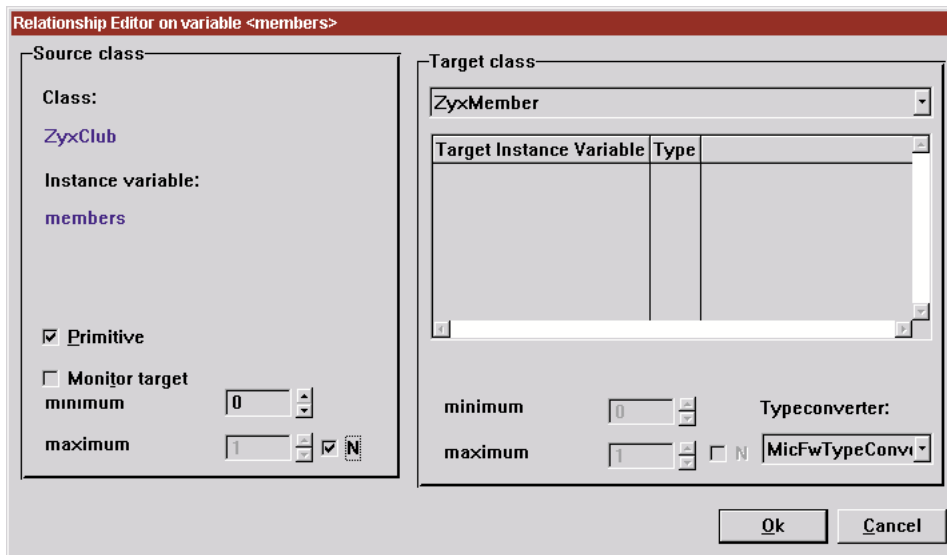 Relationship Editor on variable <members>
Source class
Class:
ZyxClub
Instance variable:
members
Primitive
Monitor target
minimum 0
maximum 1 N
Target class
ZyxMember
Target Instance Variable Type
minimum 0
maximum 1 N
Typeconverter:
MicFwTypeConv
Ok Cancel